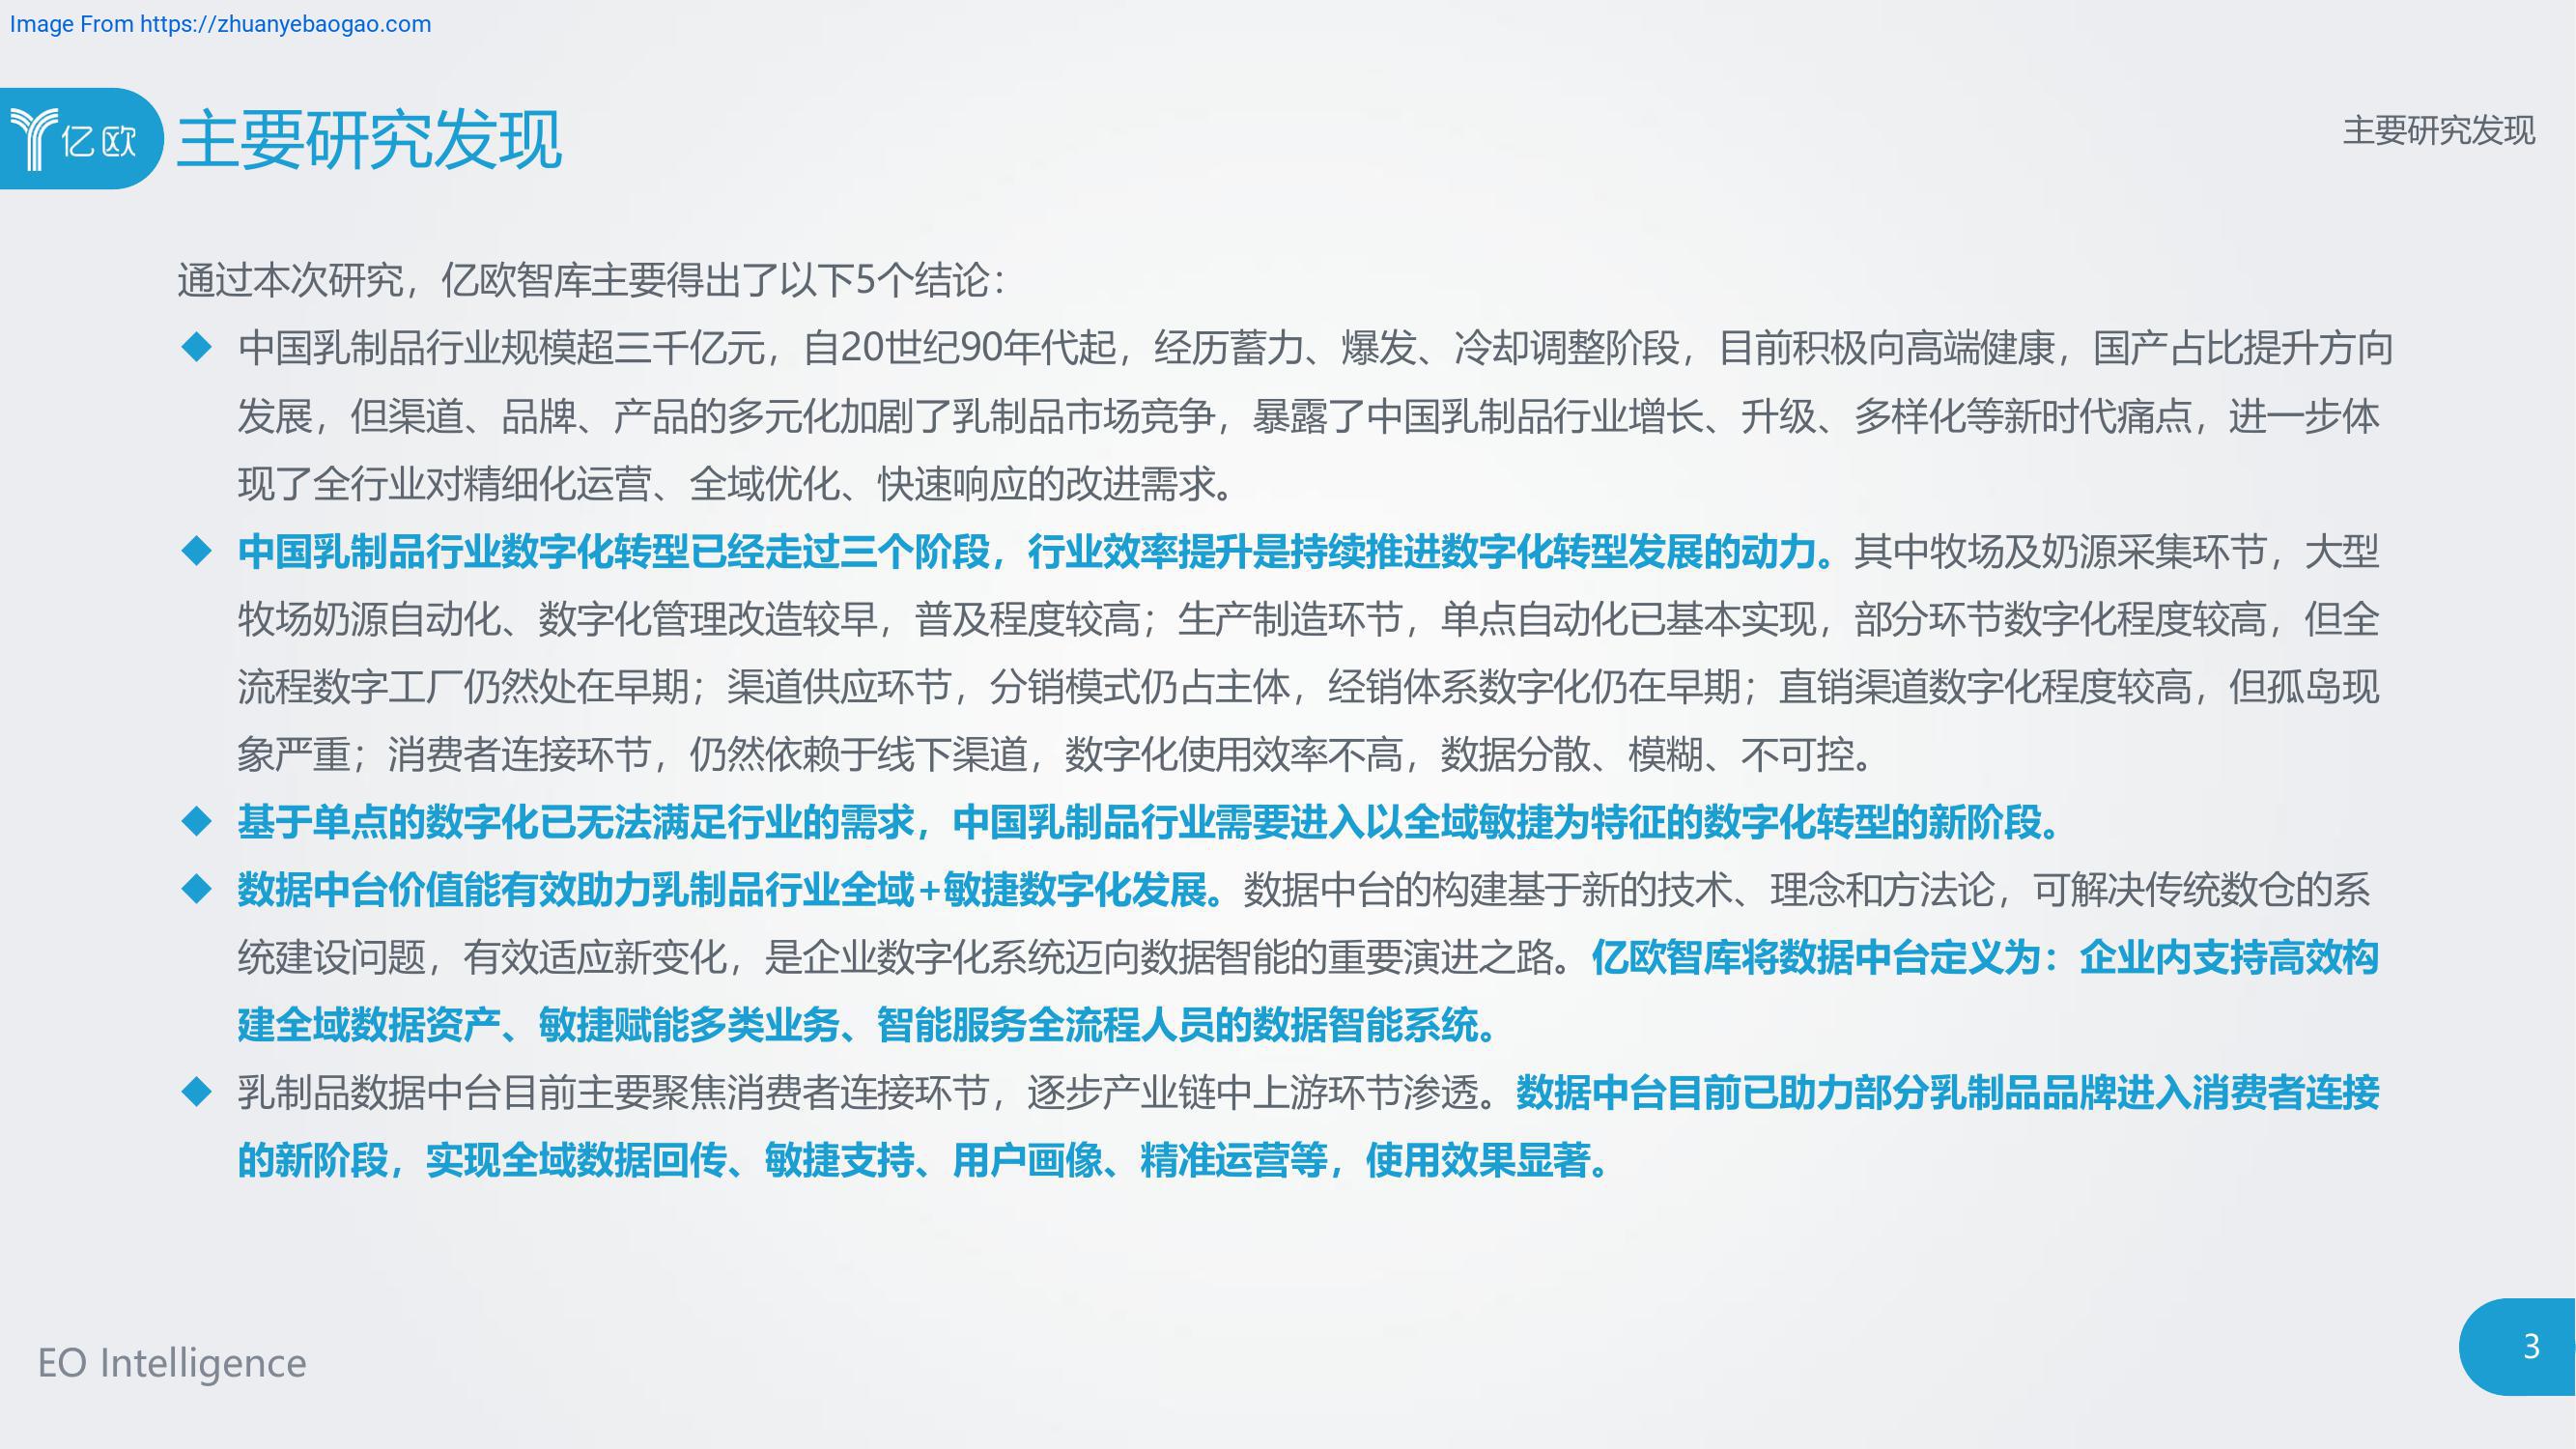 Image From https://zhuanyebaogao.com
亿欧
主要研究发现
主要研究发现
通过本次研究，亿欧智库主要得出了以下5个结论：
中国乳制品行业规模超三千亿元，自20世纪90年代起，经历蓄力、爆发、冷却调整阶段，目前积极向高端健康，国产占比提升方向
发展，但渠道、品牌、产品的多元化加剧了乳制品市场竞争，暴露了中国乳制品行业增长、升级、多样化等新时代痛点，进一步体
现了全行业对精细化运营、全域优化、快速响应的改进需求。
中国乳制品行业数字化转型已经走过三个阶段，行业效率提升是持续推进数字化转型发展的动力。其中牧场及奶源采集环节，大型
牧场奶源自动化、数字化管理改造较早，普及程度较高；生产制造环节，单点自动化已基本实现，部分环节数字化程度较高，但全
流程数字工厂仍然处在早期；渠道供应环节，分销模式仍占主体，经销体系数字化仍在早期；直销渠道数字化程度较高，但孤岛现
象严重；消费者连接环节，仍然依赖于线下渠道，数字化使用效率不高，数据分散、模糊、不可控。
基于单点的数字化已无法满足行业的需求，中国乳制品行业需要进入以全域敏捷为特征的数字化转型的新阶段。
数据中台价值能有效助力乳制品行业全域+敏捷数字化发展。数据中台的构建基于新的技术、理念和方法论，可解决传统数仓的系
统建设问题，有效适应新变化，是企业数字化系统迈向数据智能的重要演进之路。亿欧智库将数据中台定义为：企业内支持高效构
建全域数据资产、敏捷赋能多类业务、智能服务全流程人员的数据智能系统。
乳制品数据中台目前主要聚焦消费者连接环节，逐步产业链中上游环节渗透。数据中台目前已助力部分乳制品品牌进入消费者连接
的新阶段，实现全域数据回传、敏捷支持、用户画像、精准运营等，使用效果显著。
EO Intelligence
3